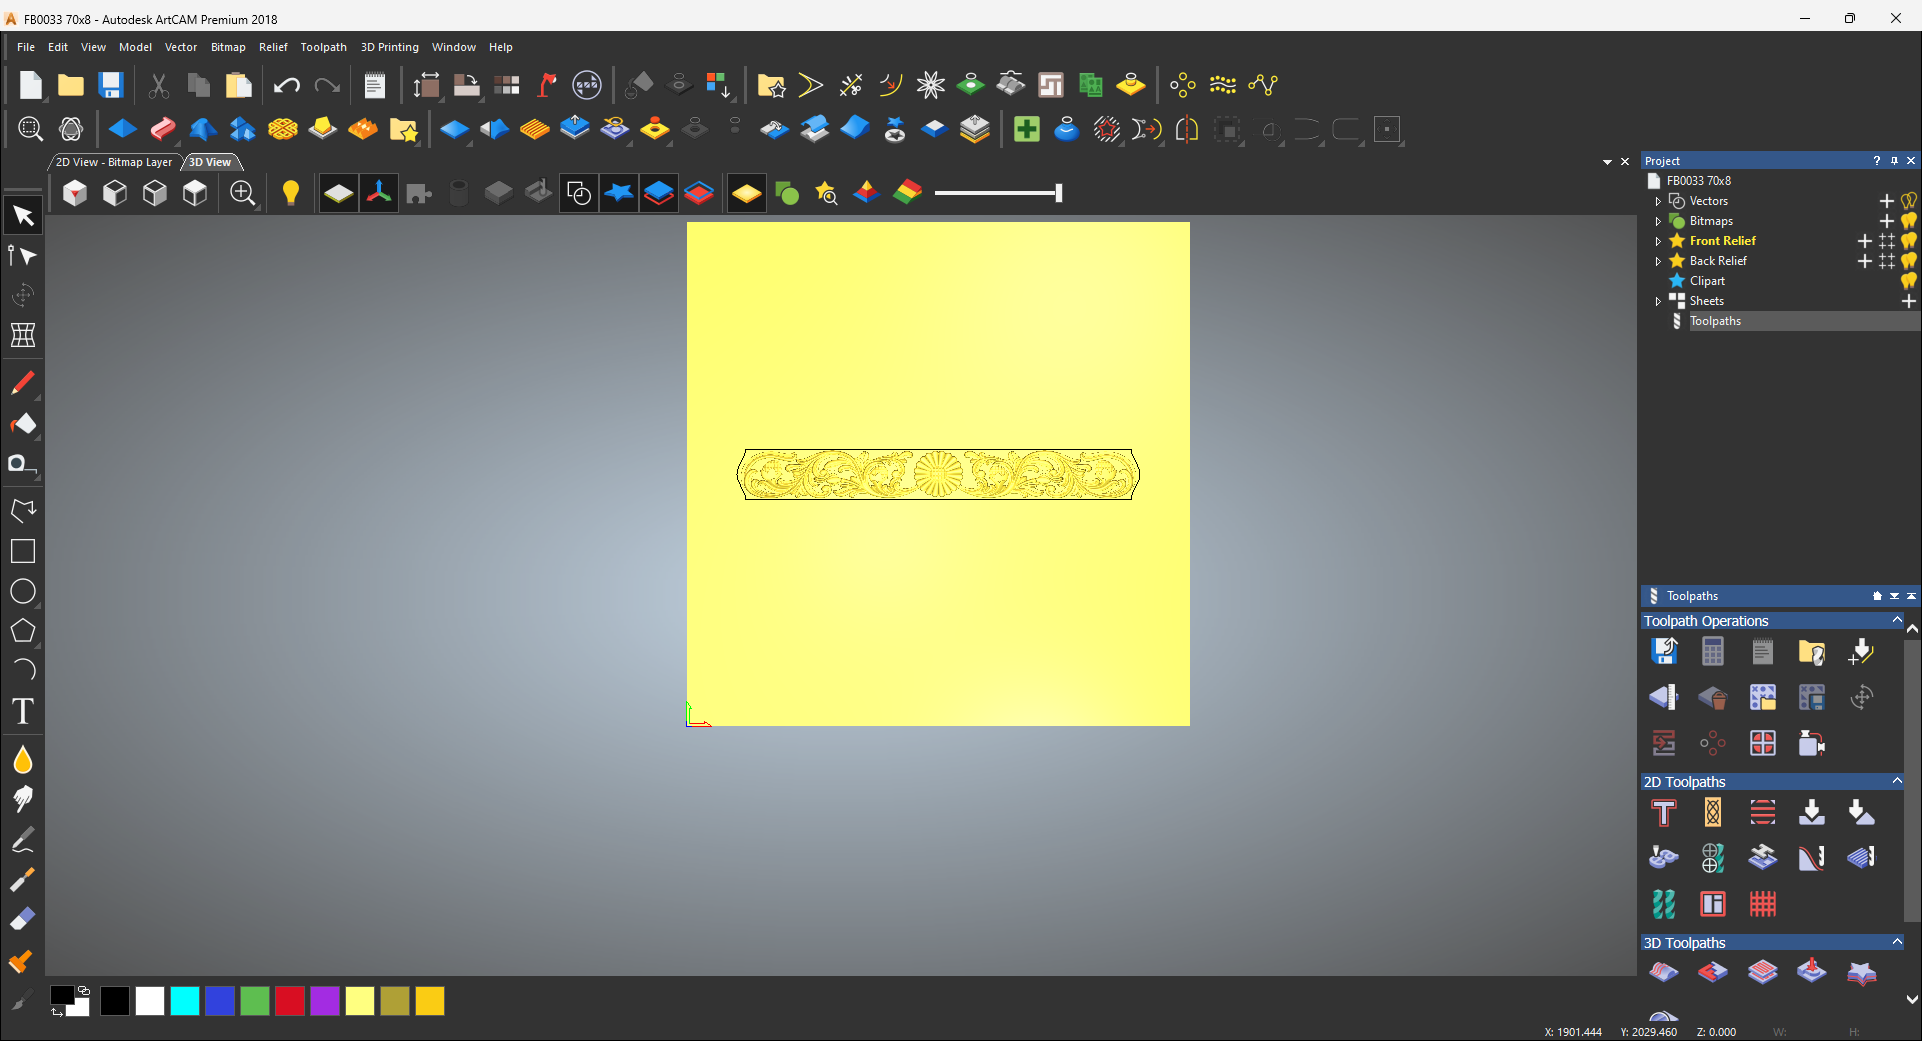 FB0033 70x8 - Autodesk ArtCAM Premium 2018
File Edit View Model Vector Bitmap Relief Toolpath 3D Printing Window Help
2D View - Bitmap Layer 3D View
Project
FB0033 70x8
Vectors
Bitmaps
Front Relief
Back Relief
Clipart
Sheets
Toolpaths
Toolpaths
Toolpath Operations
2D Toolpaths
3D Toolpaths
X: 1901.444 Y: 2029.460 Z: 0.000 W: H: